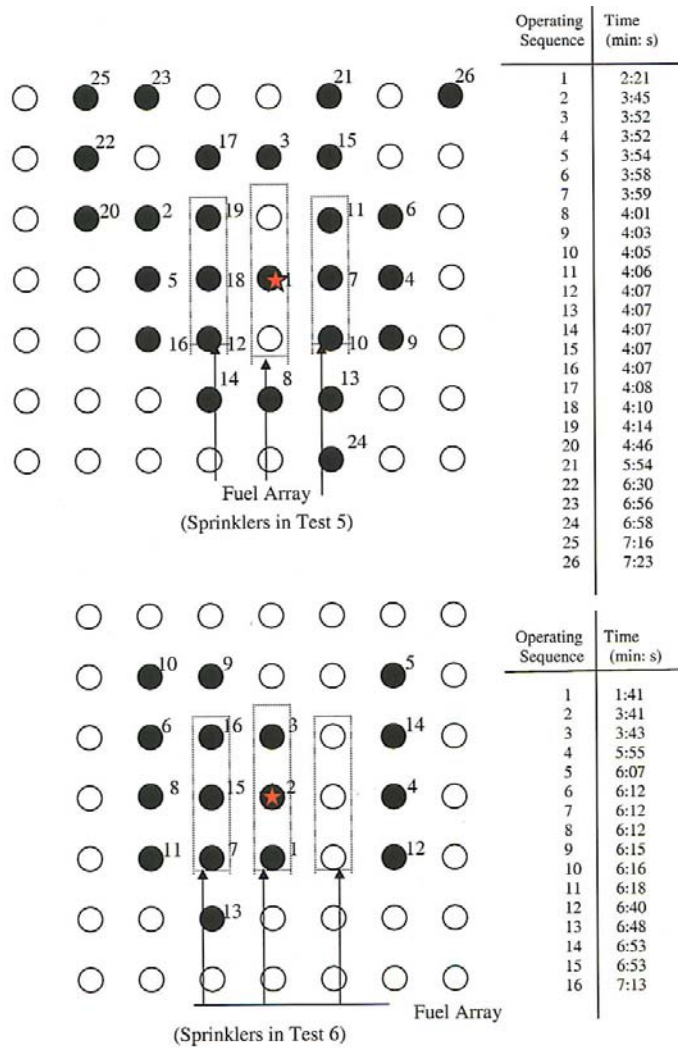 Operating Sequence Time (min: s)
1 2:21
2 3:45
3 3:52
4 3:52
5 3:54
6 3:58
7 3:59
8 4:01
9 4:03
10 4:05
11 4:06
12 4:07
13 4:07
14 4:07
15 4:07
16 4:07
17 4:08
18 4:10
19 4:14
20 4:46
21 5:54
22 6:30
23 6:56
24 6:58
25 7:16
26 7:23
25 23 21 26
22 17 3 15
20 2 19 11 6
5 18 1 7 4
16 12 10 9
14 8 13
24
Fuel Array
(Sprinklers in Test 5)
Operating Sequence Time (min: s)
1 1:41
2 3:41
3 3:43
4 5:55
5 6:07
6 6:12
7 6:12
8 6:12
9 6:15
10 6:16
11 6:18
12 6:40
13 6:48
14 6:53
15 6:53
16 7:13
10 9 5
6 16 3 14
8 15 2 4
11 7 1 12
13
Fuel Array
(Sprinklers in Test 6)